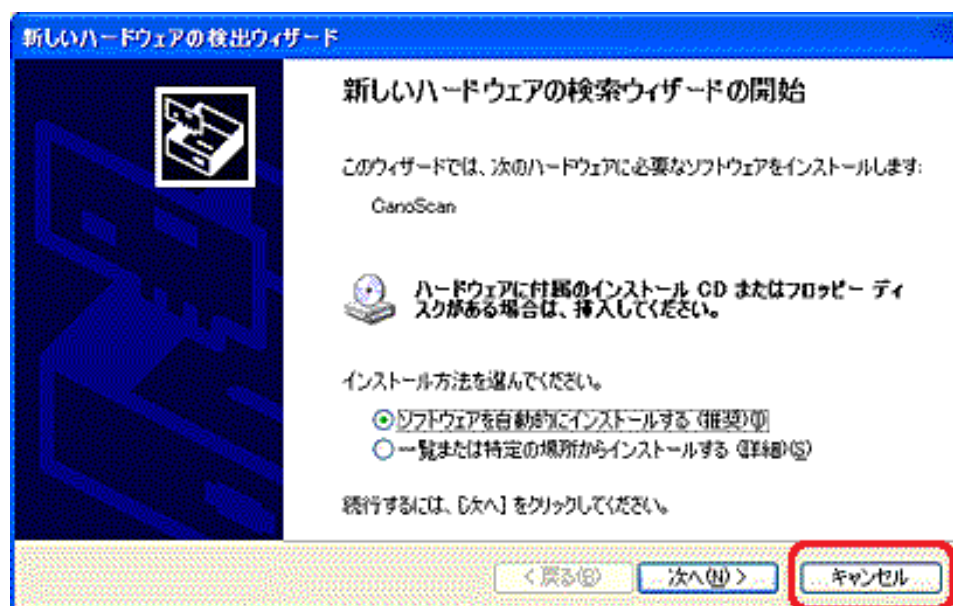 新しいハードウェアの検出ウィザード
新しいハードウェアの検索ウィザードの開始
このウィザードでは、次のハードウェアに必要なソフトウェアをインストールします:
CanoScan
ハードウェアに付属のインストール CD またはフロッピー ディ
スクがある場合は、挿入してください。
インストール方法を選んでください。
ソフトウェアを自動的にインストールする (推奨)(I)
一覧または特定の場所からインストールする (詳細)(S)
続行するには、[次へ] をクリックしてください。
< 戻る(B)
次へ(N) >
キャンセル